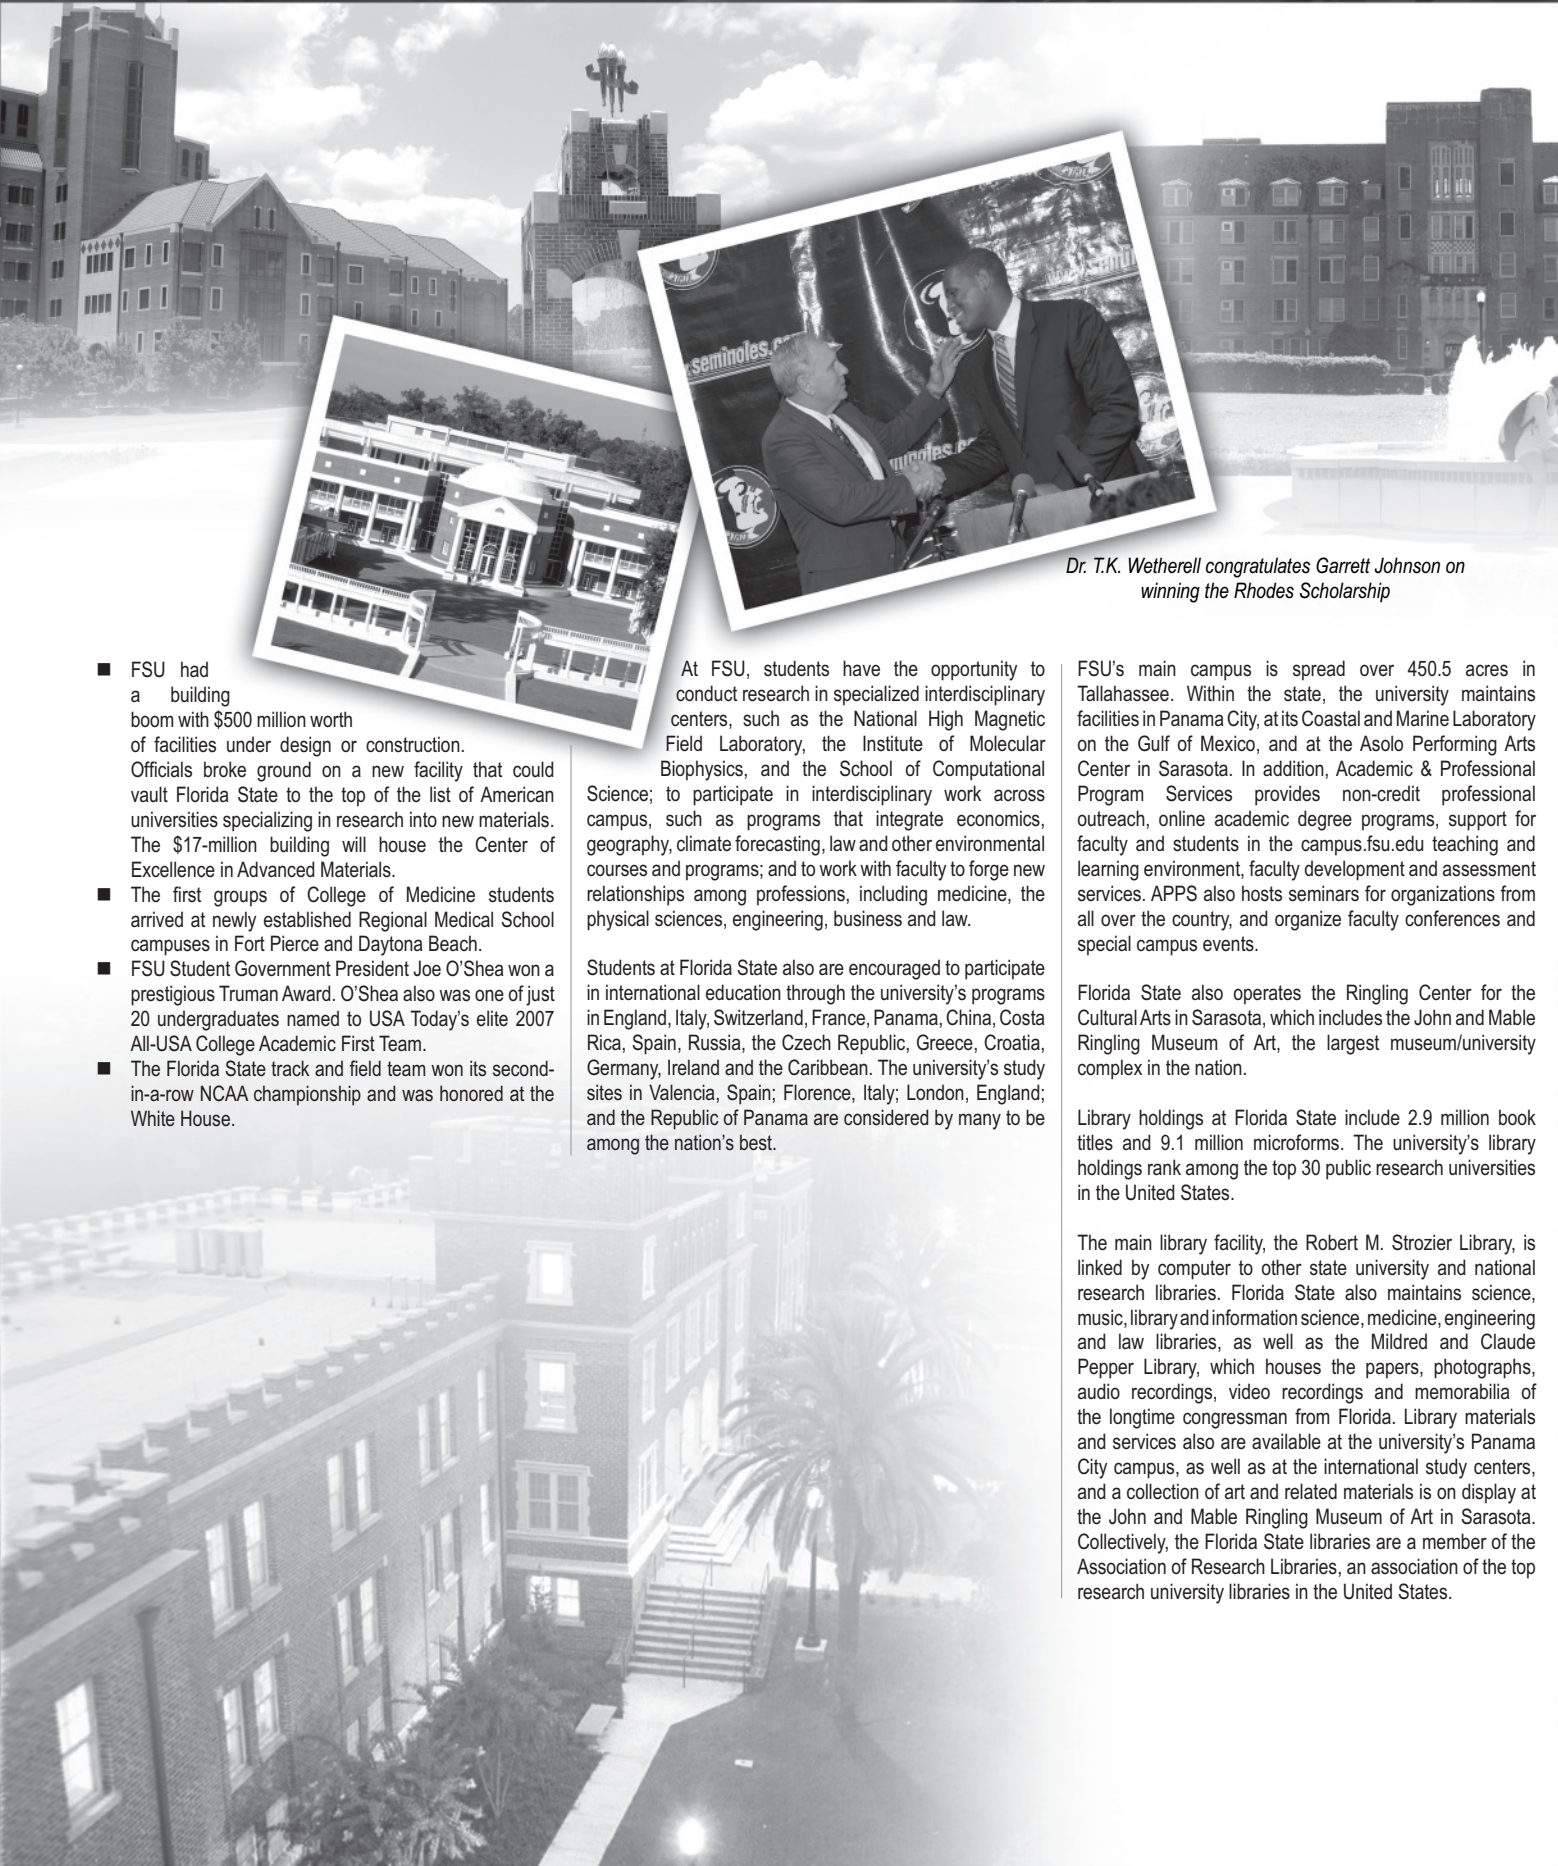 .seminoles.c
Dr. T.K. Wetherell congratulates Garrett Johnson on
winning the Rhodes Scholarship
■ FSU had
a building
boom with $500 million worth
of facilities under design or construction.
Officials broke ground on a new facility that could
vault Florida State to the top of the list of American
universities specializing in research into new materials.
The $17-million building will house the Center of
Excellence in Advanced Materials.
■ The first groups of College of Medicine students
arrived at newly established Regional Medical School
campuses in Fort Pierce and Daytona Beach.
■ FSU Student Government President Joe O’Shea won a
prestigious Truman Award. O’Shea also was one of just
20 undergraduates named to USA Today’s elite 2007
All-USA College Academic First Team.
■ The Florida State track and field team won its second-
in-a-row NCAA championship and was honored at the
White House.
At FSU, students have the opportunity to
conduct research in specialized interdisciplinary
centers, such as the National High Magnetic
Field Laboratory, the Institute of Molecular
Biophysics, and the School of Computational
Science; to participate in interdisciplinary work across
campus, such as programs that integrate economics,
geography, climate forecasting, law and other environmental
courses and programs; and to work with faculty to forge new
relationships among professions, including medicine, the
physical sciences, engineering, business and law.
Students at Florida State also are encouraged to participate
in international education through the university’s programs
in England, Italy, Switzerland, France, Panama, China, Costa
Rica, Spain, Russia, the Czech Republic, Greece, Croatia,
Germany, Ireland and the Caribbean. The university’s study
sites in Valencia, Spain; Florence, Italy; London, England;
and the Republic of Panama are considered by many to be
among the nation’s best.
FSU’s main campus is spread over 450.5 acres in
Tallahassee. Within the state, the university maintains
facilities in Panama City, at its Coastal and Marine Laboratory
on the Gulf of Mexico, and at the Asolo Performing Arts
Center in Sarasota. In addition, Academic & Professional
Program Services provides non-credit professional
outreach, online academic degree programs, support for
faculty and students in the campus.fsu.edu teaching and
learning environment, faculty development and assessment
services. APPS also hosts seminars for organizations from
all over the country, and organize faculty conferences and
special campus events.
Florida State also operates the Ringling Center for the
Cultural Arts in Sarasota, which includes the John and Mable
Ringling Museum of Art, the largest museum/university
complex in the nation.
Library holdings at Florida State include 2.9 million book
titles and 9.1 million microforms. The university’s library
holdings rank among the top 30 public research universities
in the United States.
The main library facility, the Robert M. Strozier Library, is
linked by computer to other state university and national
research libraries. Florida State also maintains science,
music, library and information science, medicine, engineering
and law libraries, as well as the Mildred and Claude
Pepper Library, which houses the papers, photographs,
audio recordings, video recordings and memorabilia of
the longtime congressman from Florida. Library materials
and services also are available at the university’s Panama
City campus, as well as at the international study centers,
and a collection of art and related materials is on display at
the John and Mable Ringling Museum of Art in Sarasota.
Collectively, the Florida State libraries are a member of the
Association of Research Libraries, an association of the top
research university libraries in the United States.